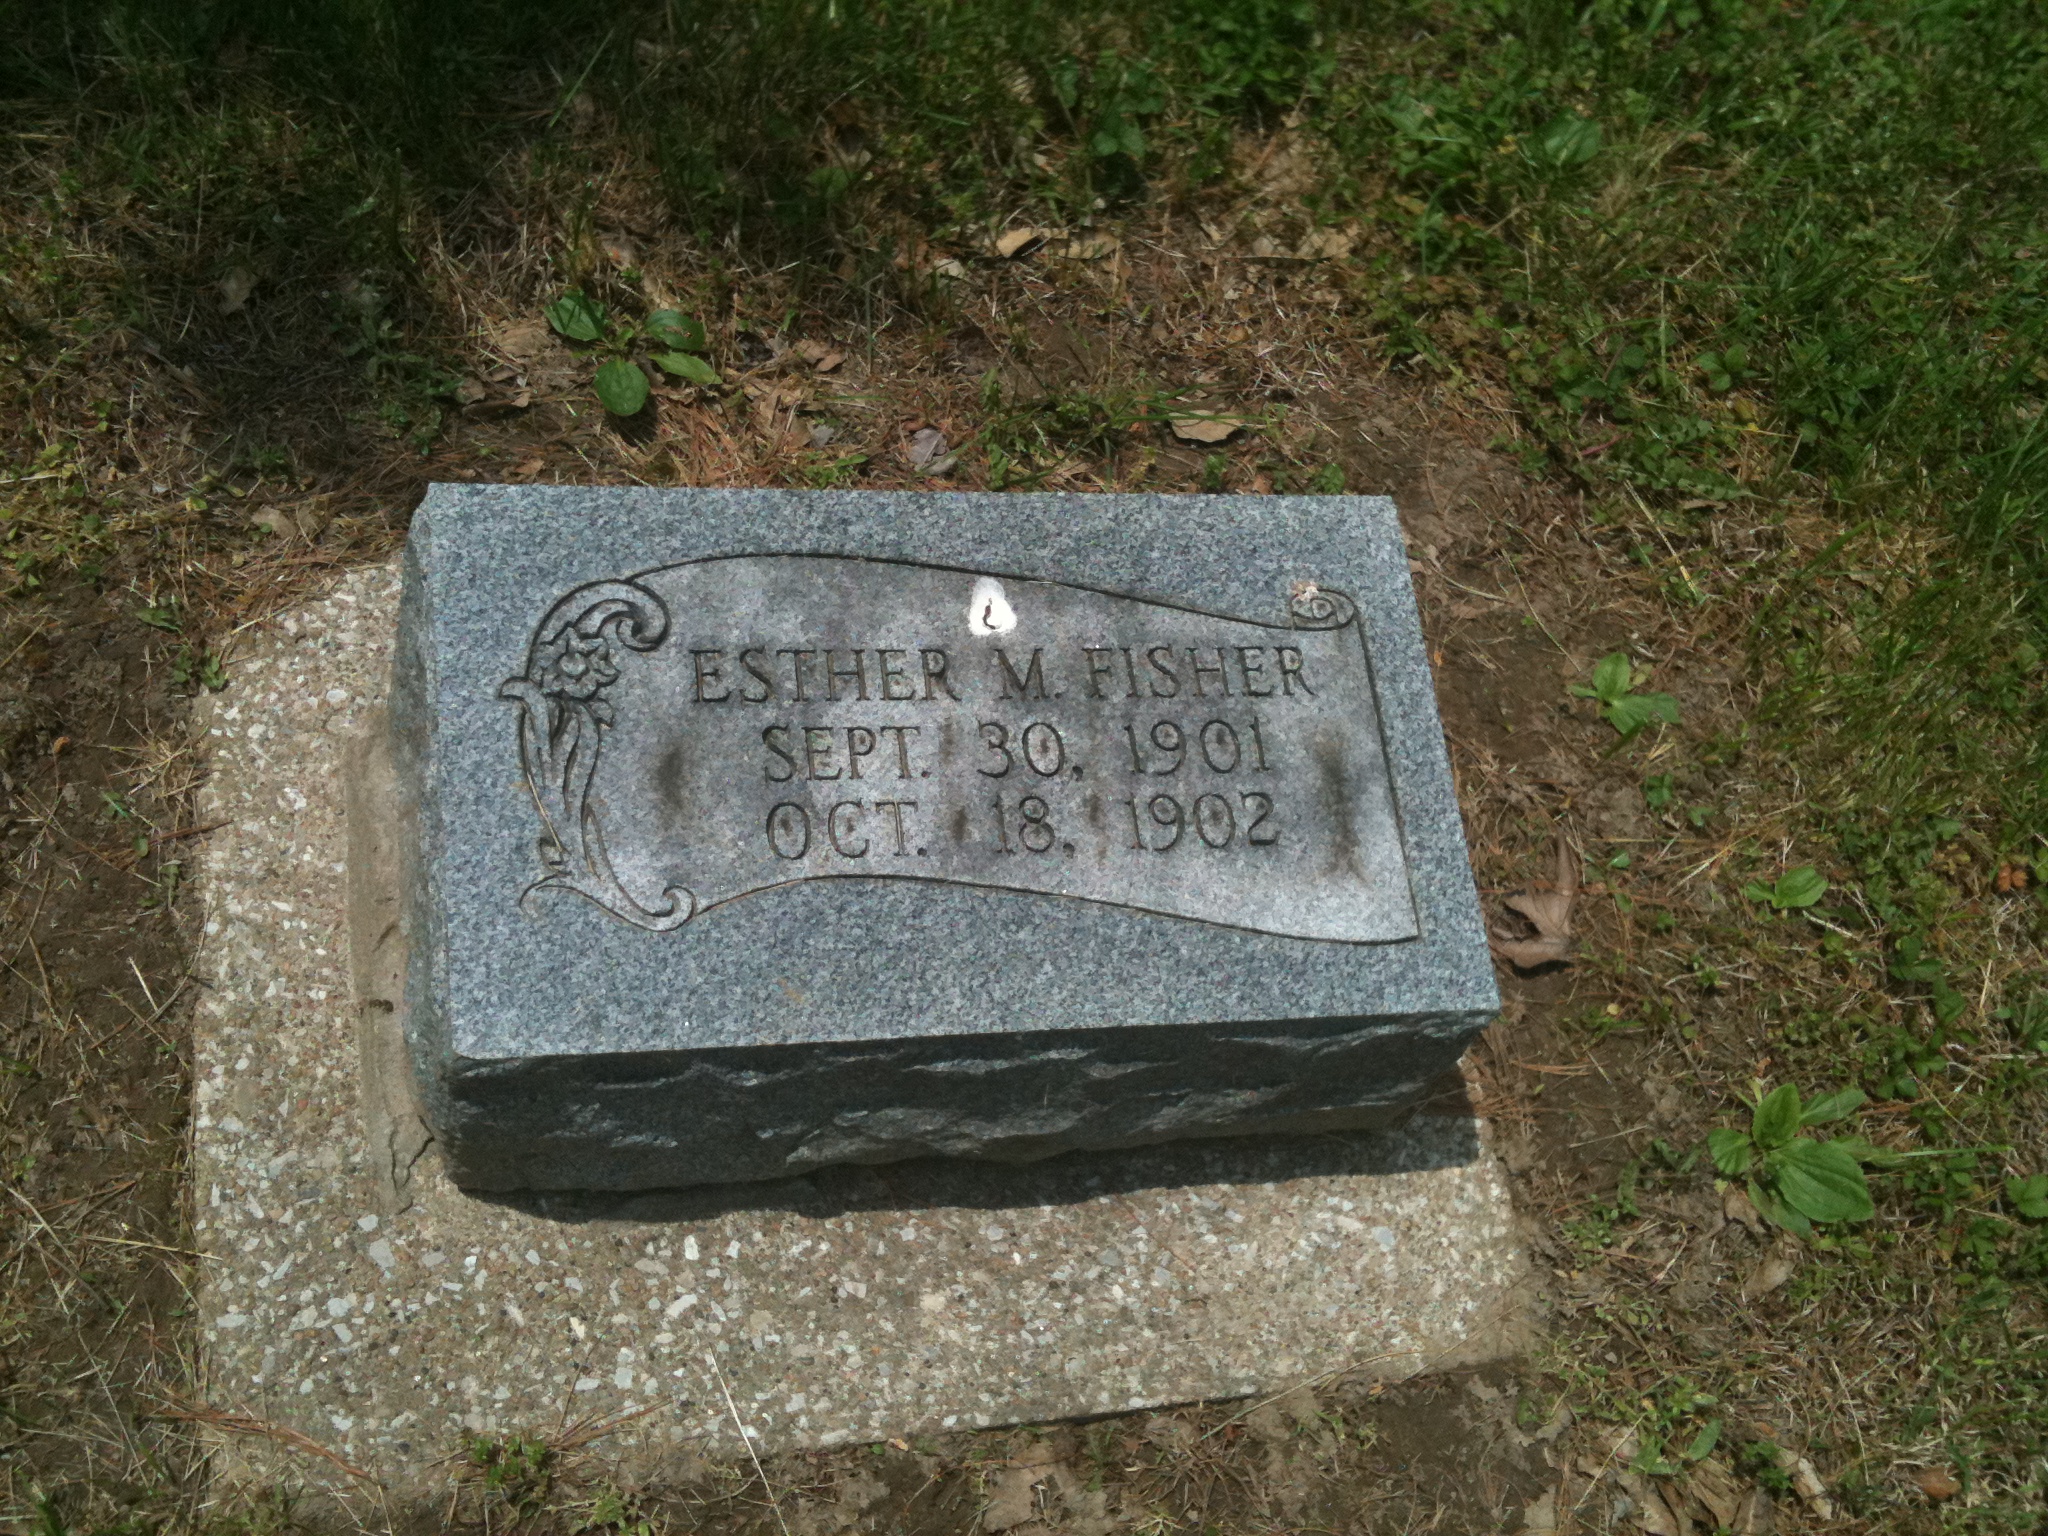 ESTHER M. FISHER
SEPT. 30, 1901
OCT. 18, 1902